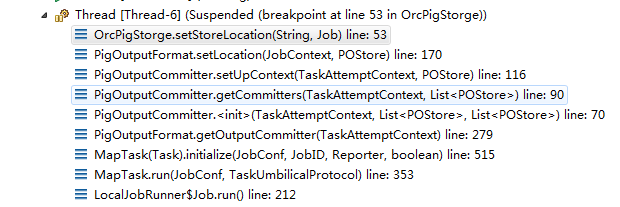 Thread [Thread-6] (Suspended (breakpoint at line 53 in OrcPigStorge))
OrcPigStorge.setStoreLocation(String, Job) line: 53
PigOutputFormat.setLocation(JobContext, POStore) line: 170
PigOutputCommitter.setUpContext(TaskAttemptContext, POStore) line: 116
PigOutputCommitter.getCommitters(TaskAttemptContext, List<POStore>) line: 90
PigOutputCommitter.<init>(TaskAttemptContext, List<POStore>, List<POStore>) line: 70
PigOutputFormat.getOutputCommitter(TaskAttemptContext) line: 279
MapTask(Task).initialize(JobConf, JobID, Reporter, boolean) line: 515
MapTask.run(JobConf, TaskUmbilicalProtocol) line: 353
LocalJobRunner$Job.run() line: 212